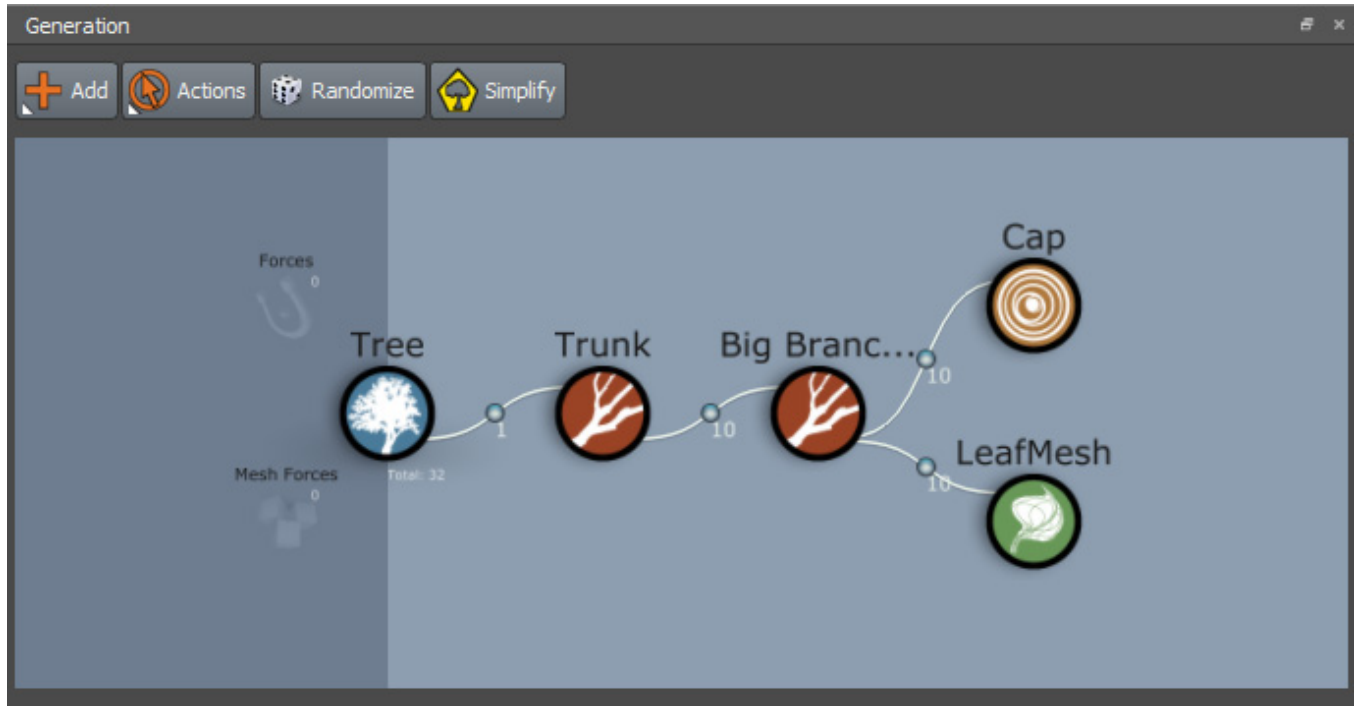 Generation
Add
Actions
Randomize
Simplify
Forces
0
Cap
Tree
Trunk
Big Branc...
10
1
10
Mesh Forces
0
Total: 32
LeafMesh
10